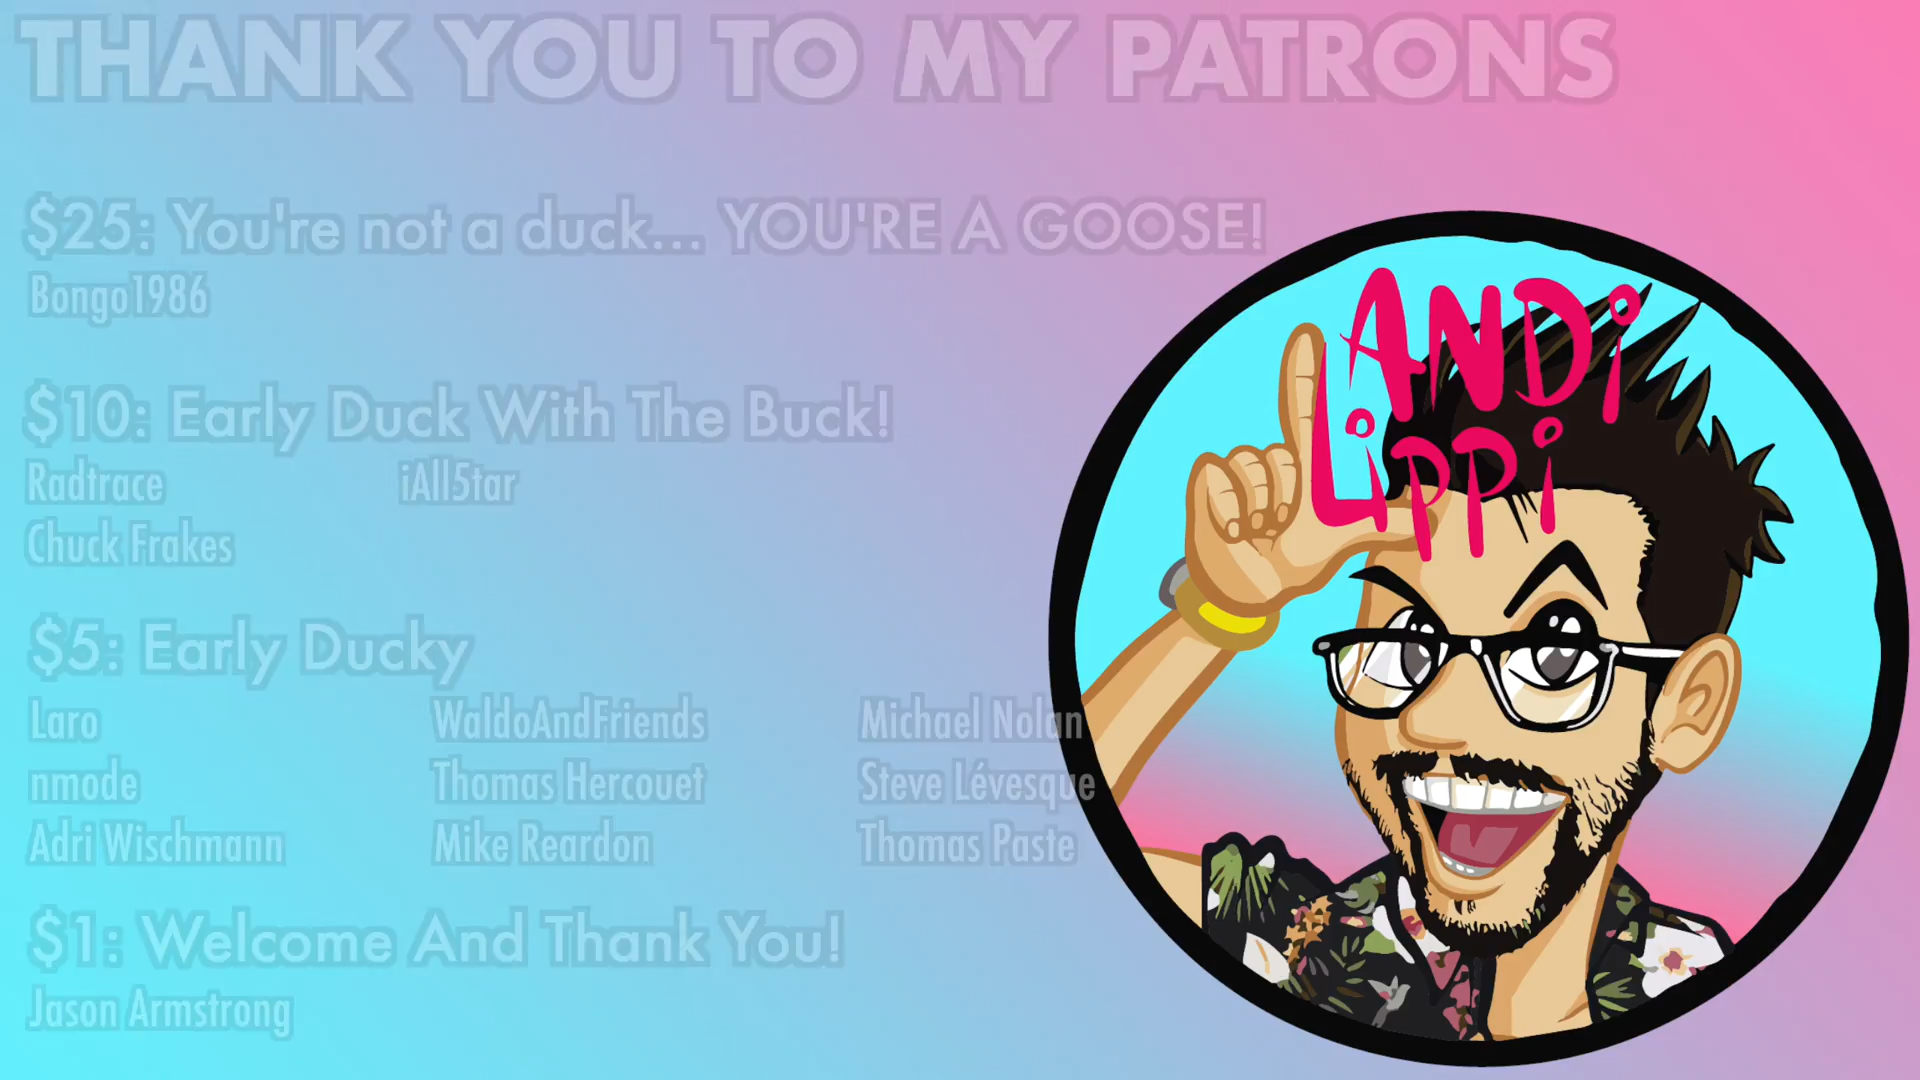 THANK YOU TO MY PATRONS
$25: You're not a duck... YOU'RE A GOOSE!
Bongo1986
$10: Early Duck With The Buck!
Radtrace iAll5tar
Chuck Frakes
$5: Early Ducky
Laro WaldoAndFriends Michael Nolan
nmode Thomas Hercouet Steve Lévesque
Adri Wischmann Mike Reardon Thomas Paste
$1: Welcome And Thank You!
Jason Armstrong
ANDi
Lippi